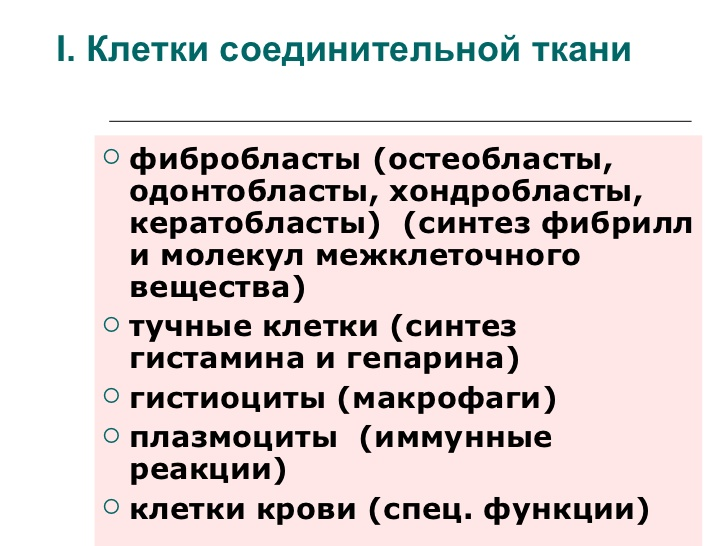 I. Клетки соединительной ткани
фибробласты (остеобласты,
одонтобласты, хондробласты,
кератобласты)  (синтез фибрилл
и молекул межклеточного
вещества)
тучные клетки (синтез
гистамина и гепарина)
гистиоциты (макрофаги)
плазмоциты  (иммунные
реакции)
клетки крови (спец. функции)